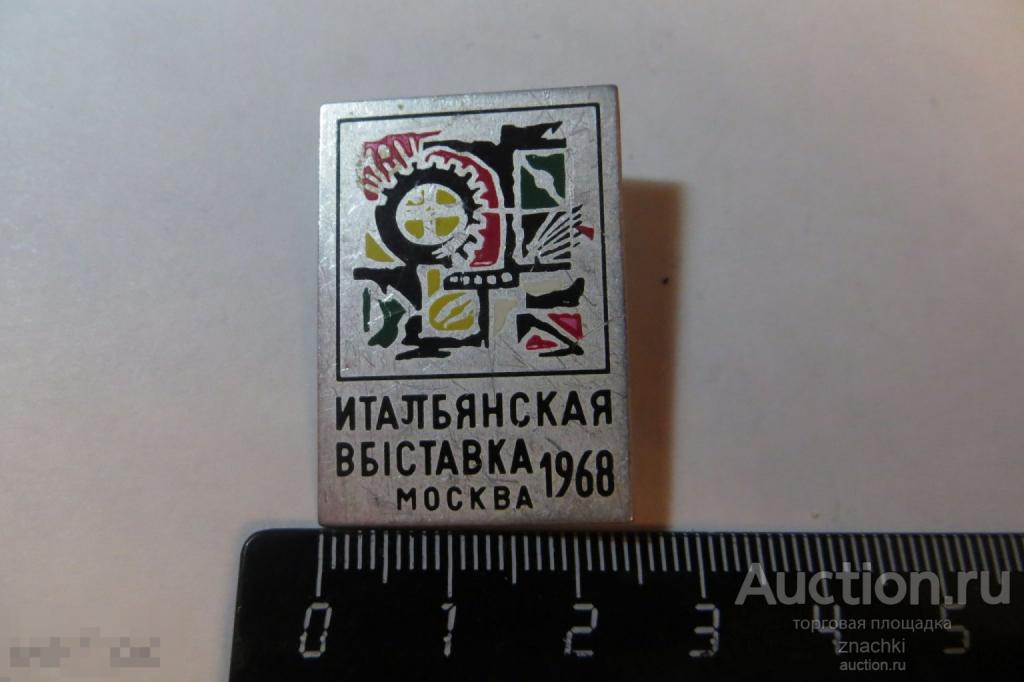 ИТАЛЬЯНСКАЯ
ВЫСТАВКА 1968
МОСКВА
0 1 2 3 4 5
Auction.ru
торговая площадка
znachki
auction.ru